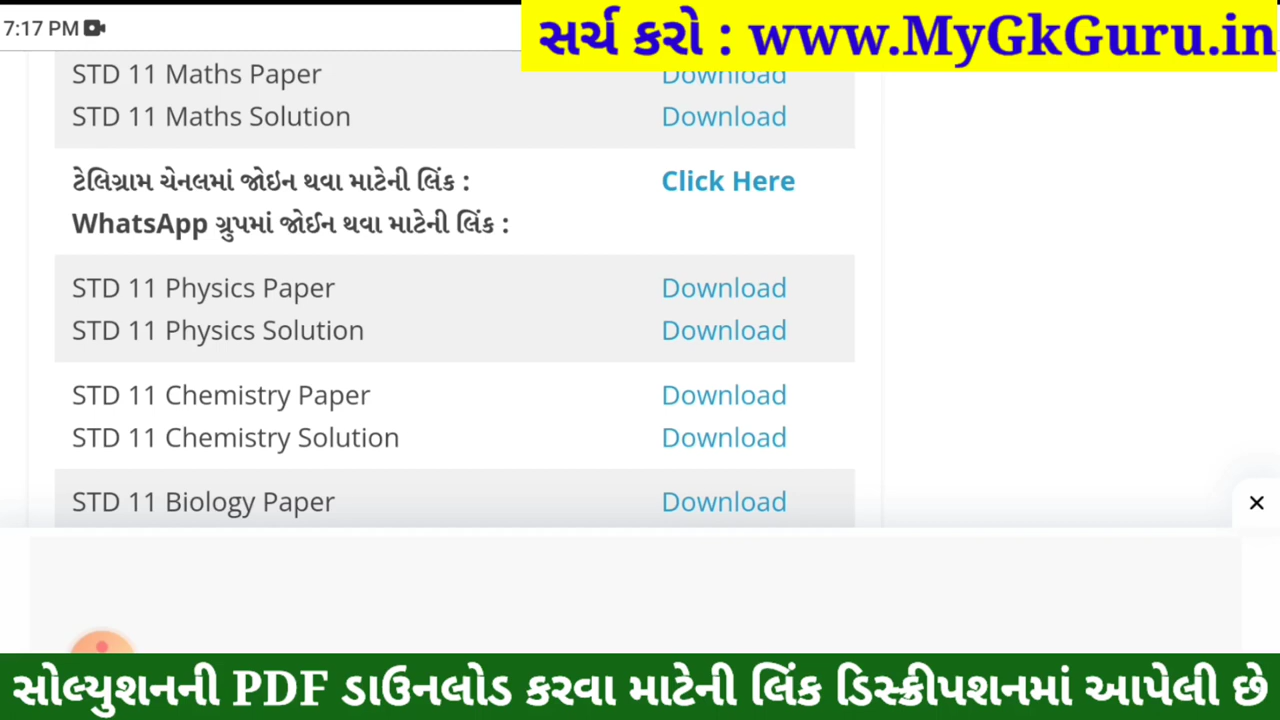 7:17 PM
સર્ચ કરો : www.MyGkGuru.in
STD 11 Maths Paper Download
STD 11 Maths Solution Download
ટેલિગ્રામ ચેનલમાં જોઇન થવા માટેની લિંક : Click Here
WhatsApp ગ્રુપમાં જોઈન થવા માટેની લિંક :
STD 11 Physics Paper Download
STD 11 Physics Solution Download
STD 11 Chemistry Paper Download
STD 11 Chemistry Solution Download
STD 11 Biology Paper Download
સોલ્યુશનની PDF ડાઉનલોડ કરવા માટેની લિંક ડિસ્ક્રીપશનમાં આપેલી છે